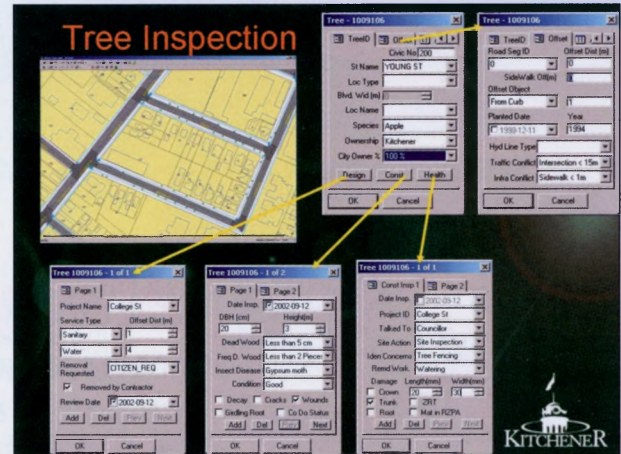 Tree Inspection
Tree - 1009106
TreeID
Civic No 200
St Name YOUNG ST
Loc Type
Blvd. Wid (m)
Loc Name
Species Apple
Ownership Kitchener
City Owner % 100 %
Design Const Health
OK Cancel
Tree - 1009106
TreeID Offset
Road Seg ID Offset Dist (m)
0 0
SideWalk Off(m)
Offset Object
From Curb 1
Planted Date Year
1999-12-11 1994
Hyd Line Type
Traffic Conflict Intersection < 15m
Infra Conflict Sidewalk < 1m
OK Cancel
Tree 1009106 - 1 of 1
Page 1
Project Name College St
Service Type Offset Dist (m)
Sanitary 1
Water 4
Removal Requested CITIZEN_REQ
Removed by Contractor
Review Date 2002-09-12
Add Del Prev Next
OK Cancel
Tree 1009106 - 1 of 2
Page 1 Page 2
Date Insp. 2002-09-12
DBH (cm) Height(m)
20 3
Dead Wood Less than 5 cm
Freq D. Wood Less than 2 Pieces
Insect Disease Gypsum moth
Condition Good
Decay Cracks Wounds
Girdling Root Co Do Status
Add Del Prev Next
OK Cancel
Tree 1009106 - 1 of 1
Const Insp 1 Page 2
Date Insp. 2002-09-12
Project ID College St
Talked To Councillor
Site Action Site Inspection
Iden Concerns Tree Fencing
Remd Work. Watering
Damage Length(mm) Width(mm)
Crown 20 30
Trunk ZRT
Root Mat in RZPA
Add Del Prev Next
OK Cancel
KITCHENER